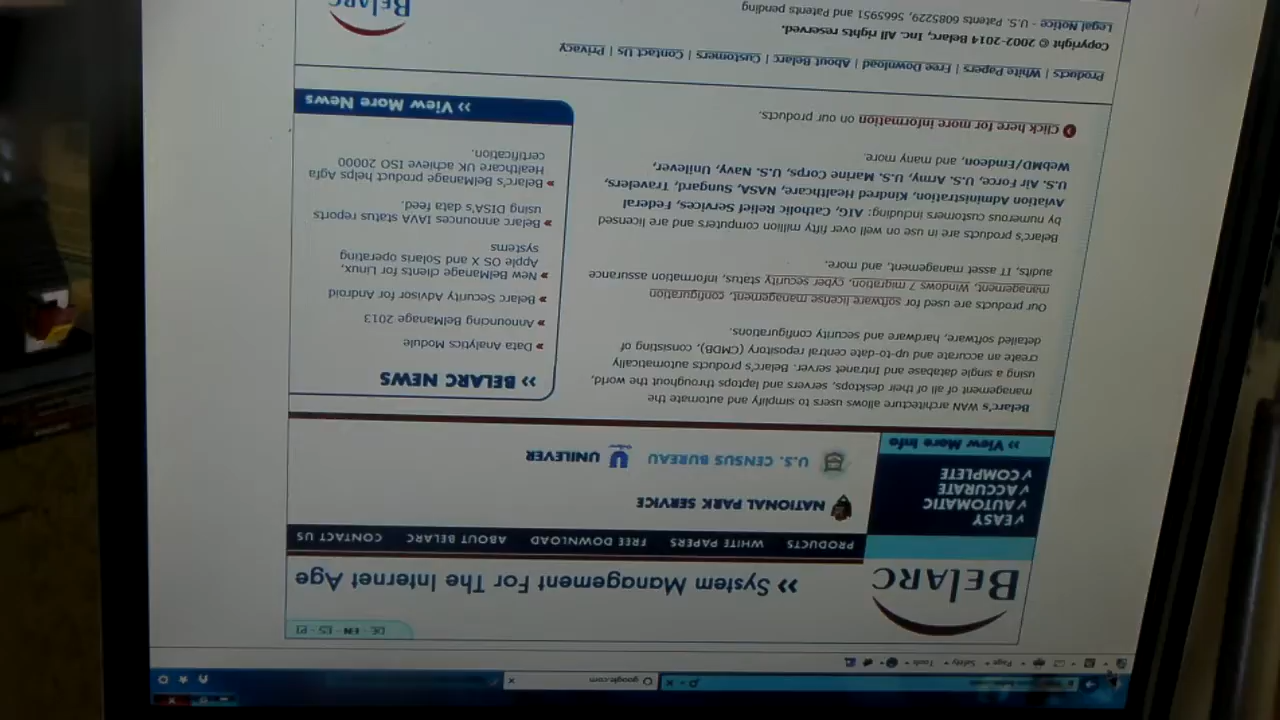 google.com
Page
Safety
Tools
DE - EN - ES - PT
BELARC
>> System Management For The Internet Age
PRODUCTS WHITE PAPERS FREE DOWNLOAD ABOUT BELARC CONTACT US
√ EASY
√ AUTOMATIC
√ ACCURATE
√ COMPLETE
>> View More Info
NATIONAL PARK SERVICE
U.S. CENSUS BUREAU
UNILEVER
Belarc's WAN architecture allows users to simplify and automate the
management of all of their desktops, servers and laptops throughout the world,
using a single database and Intranet server. Belarc's products automatically
create an accurate and up-to-date central repository (CMDB), consisting of
detailed software, hardware and security configurations.
Our products are used for software license management, configuration
management, Windows 7 migration, cyber security status, information assurance
audits, IT asset management, and more.
Belarc's products are in use on well over fifty million computers and are licensed
by numerous customers including: AIG, Catholic Relief Services, Federal
Aviation Administration, Kindred Healthcare, NASA, Sungard, Travelers,
U.S. Air Force, U.S. Army, U.S. Marine Corps, U.S. Navy, Unilever,
WebMD/Emdeon, and many more.
Click here for more information on our products.
>> BELARC NEWS
» Data Analytics Module
» Announcing BelManage 2013
» Belarc Security Advisor for Android
» New BelManage clients for Linux,
Apple OS X and Solaris operating
systems
» Belarc announces IAVA status reports
using DISA's data feed.
» Belarc's BelManage product helps Agfa
Healthcare UK achieve ISO 20000
certification.
>> View More News
Products | White Papers | Free Download | About Belarc | Customers | Contact Us | Privacy
Copyright © 2002-2014 Belarc, Inc. All rights reserved.
Legal Notice - U.S. Patents 6085229, 5665951 and Patents pending
BELARC